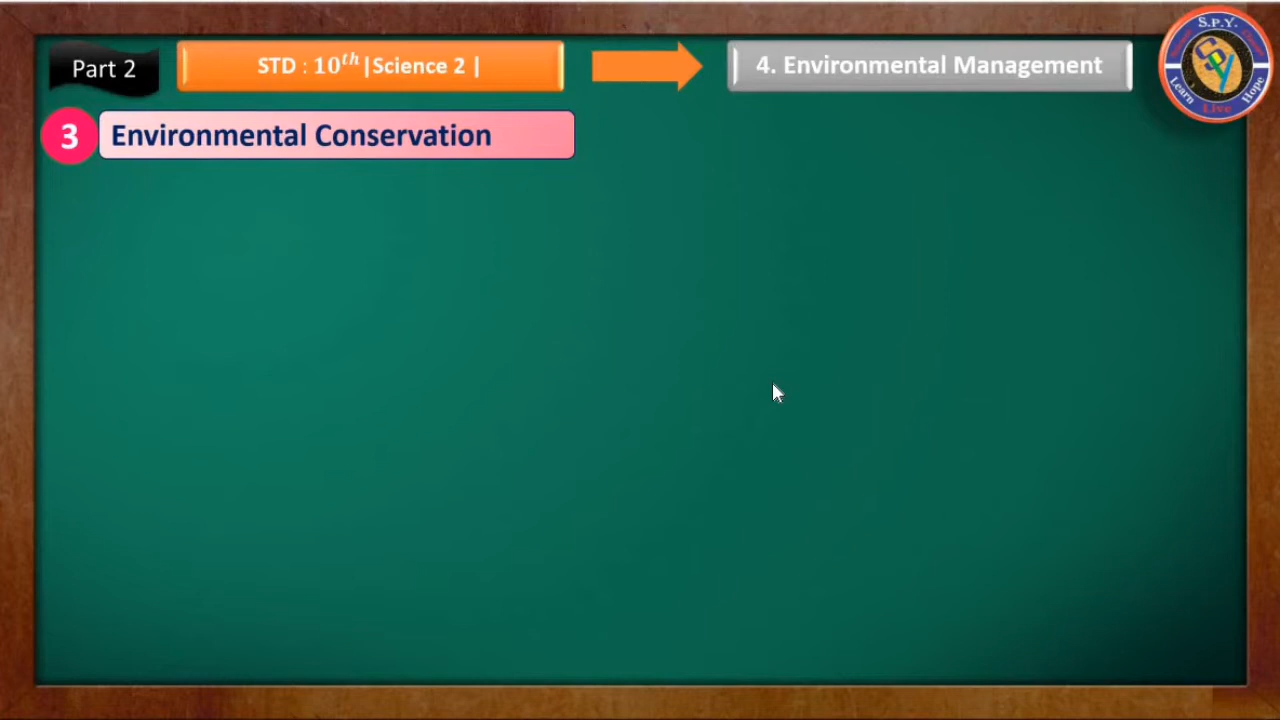 Part 2
STD : 10th |Science 2 |
4. Environmental Management
S.P.Y.
Learn
Live
Hope
3
Environmental Conservation